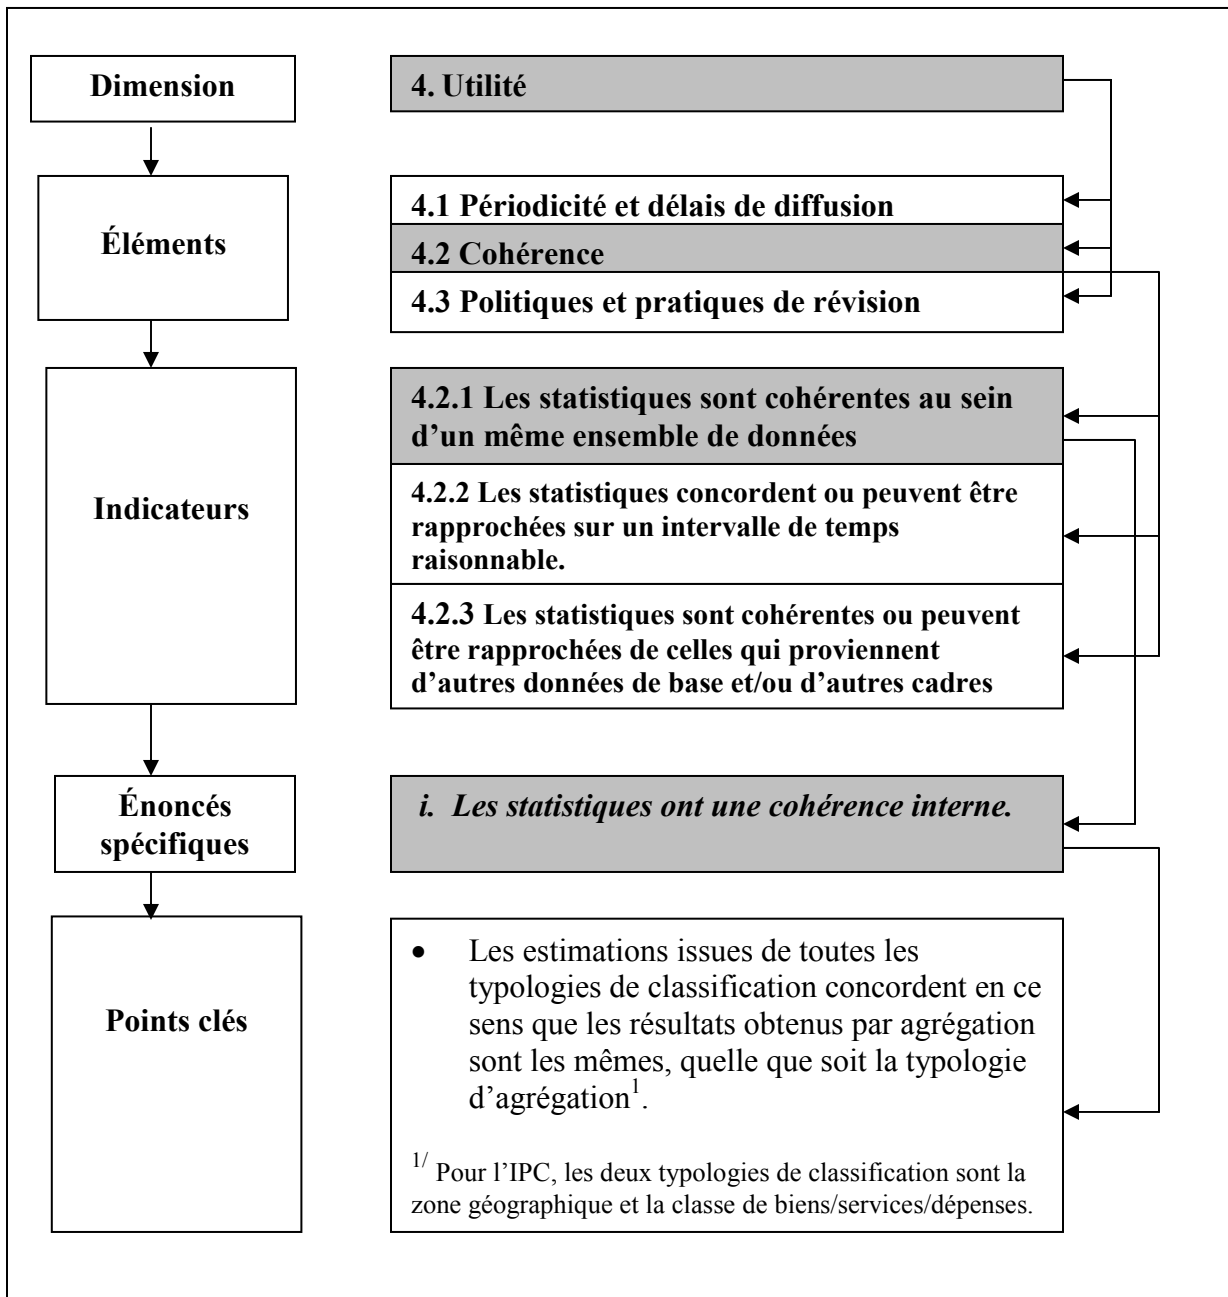 Dimension
4. Utilité
Éléments
4.1 Périodicité et délais de diffusion
4.2 Cohérence
4.3 Politiques et pratiques de révision
Indicateurs
4.2.1 Les statistiques sont cohérentes au sein
d’un même ensemble de données
4.2.2 Les statistiques concordent ou peuvent être
rapprochées sur un intervalle de temps
raisonnable.
4.2.3 Les statistiques sont cohérentes ou peuvent
être rapprochées de celles qui proviennent
d’autres données de base et/ou d’autres cadres
Énoncés
spécifiques
i. Les statistiques ont une cohérence interne.
Points clés
• Les estimations issues de toutes les
typologies de classification concordent en ce
sens que les résultats obtenus par agrégation
sont les mêmes, quelle que soit la typologie
d’agrégation1.
1/ Pour l’IPC, les deux typologies de classification sont la
zone géographique et la classe de biens/services/dépenses.